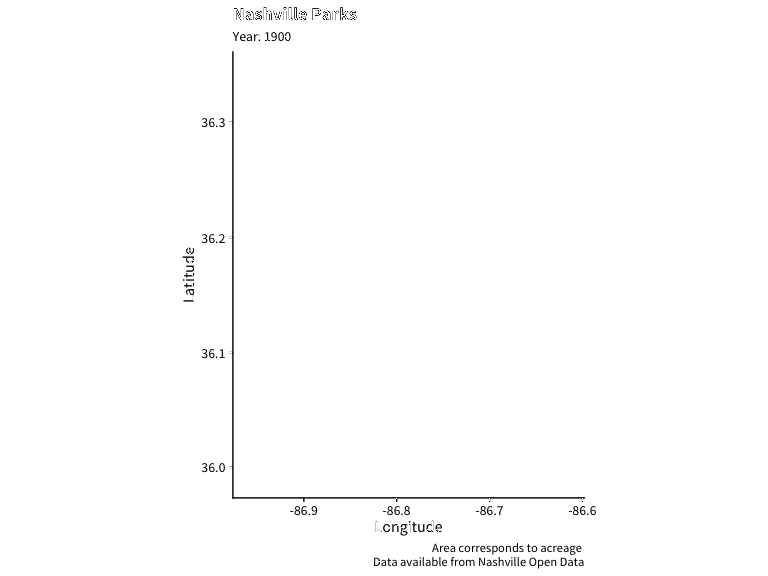 Nashville Parks
Year: 1900
36.3
36.2
36.1
36.0
Latitude
-86.9 -86.8 -86.7 -86.6
Longitude
Area corresponds to acreage
Data available from Nashville Open Data